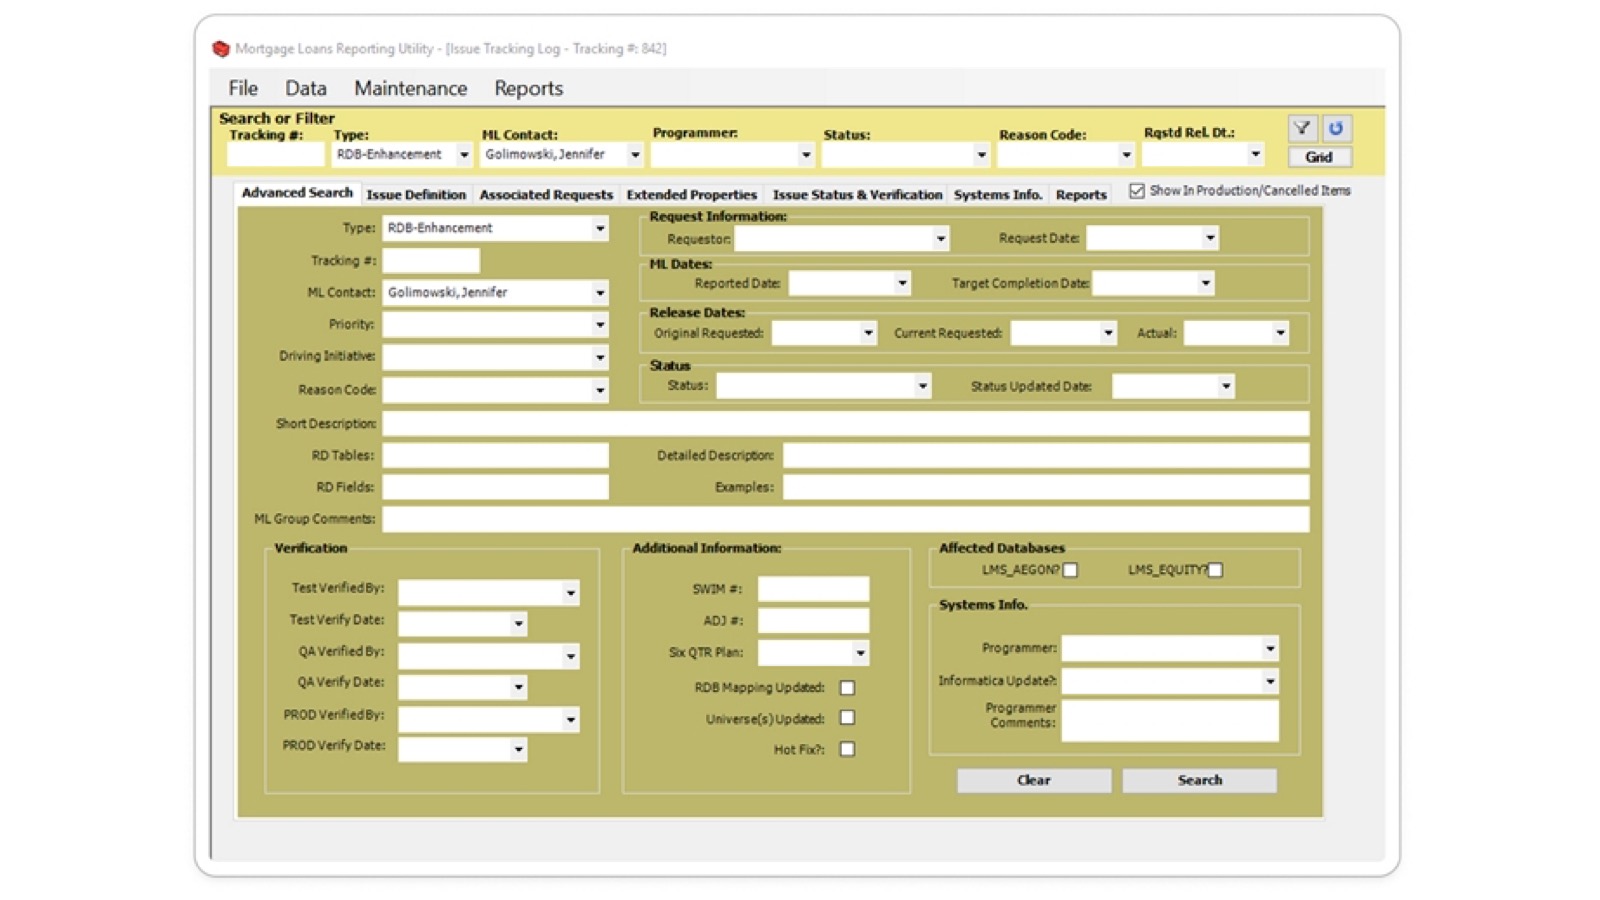 Mortgage Loans Reporting Utility - [Issue Tracking Log - Tracking #: 842]
File Data Maintenance Reports
Search or Filter
Tracking #: Type: ML Contact: Programmer: Status: Reason Code: Rqstd Rel. Dt.:
RDB-Enhancement Golimowski, Jennifer
Grid
Advanced Search Issue Definition Associated Requests Extended Properties Issue Status & Verification Systems Info. Reports Show In Production/Cancelled Items
Request Information:
Type: RDB-Enhancement
Requestor: Request Date:
Tracking #:
ML Dates:
Reported Date: Target Completion Date:
ML Contact: Golimowski, Jennifer
Release Dates:
Priority:
Original Requested: Current Requested: Actual:
Driving Initiative:
Status
Status: Status Updated Date:
Reason Code:
Short Description:
RD Tables: Detailed Description:
RD Fields: Examples:
ML Group Comments:
Verification Additional Information: Affected Databases
LMS_AEGON? LMS_EQUITY?
Test Verified By: SWIM #:
Systems Info.
Test Verify Date: ADJ #:
QA Verified By: Six QTR Plan: Programmer:
QA Verify Date: RDB Mapping Updated: Informatica Update?:
PROD Verified By: Universe(s) Updated: Programmer
Comments:
PROD Verify Date: Hot Fix?:
Clear Search